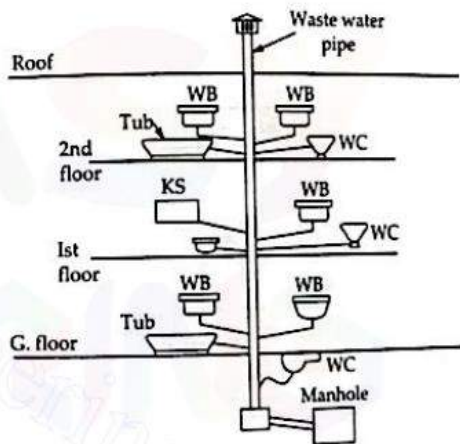 Waste water
pipe
Roof
WB
WB
Tub
WC
2nd
floor
KS
WB
WC
Ist
floor
WB
WB
Tub
G. floor
WC
Manhole